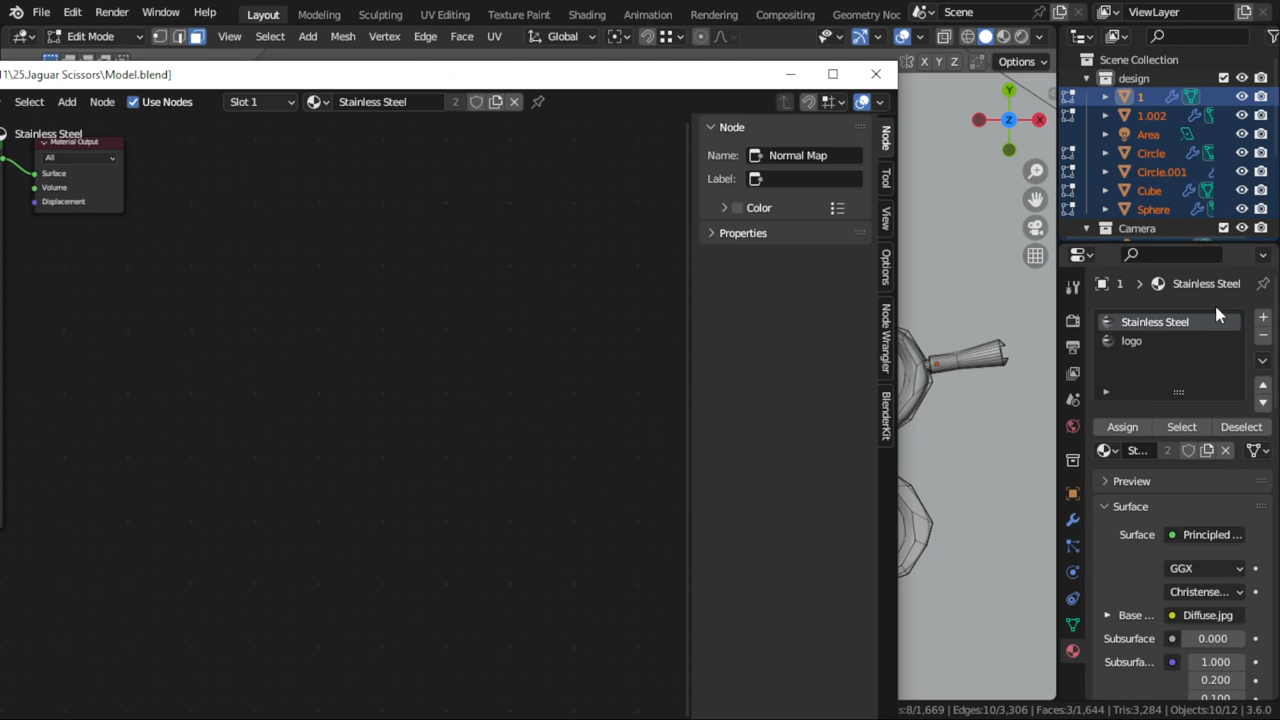 File Edit Render Window Help Layout Modeling Sculpting UV Editing Texture Paint Shading Animation Rendering Compositing Geometry Noc Scene ViewLayer
Edit Mode View Select Add Mesh Vertex Edge Face UV Global
X Y Z Options
Scene Collection
design
1
1.002
Area
Circle
Circle.001
Cube
Sphere
Camera
1\25.Jaguar Scissors\Model.blend]
Select Add Node Use Nodes Slot 1 Stainless Steel 2
Stainless Steel
Material Output
All
Surface
Volume
Displacement
Node
Name: Normal Map
Label:
Color
Properties
Node
Tool
View
Options
Node Wrangler
BlenderKit
Y
Z
X
1 Stainless Steel
Stainless Steel
logo
Assign Select Deselect
St... 2
Preview
Surface
Surface Principled ...
GGX
Christense...
Base ... Diffuse.jpg
Subsurface 0.000
Subsurfa... 1.000
0.200
0.100
s:8/1,669 | Edges:10/3,306 | Faces:3/1,644 | Tris:3,284 | Objects:10/12 | 3.6.0